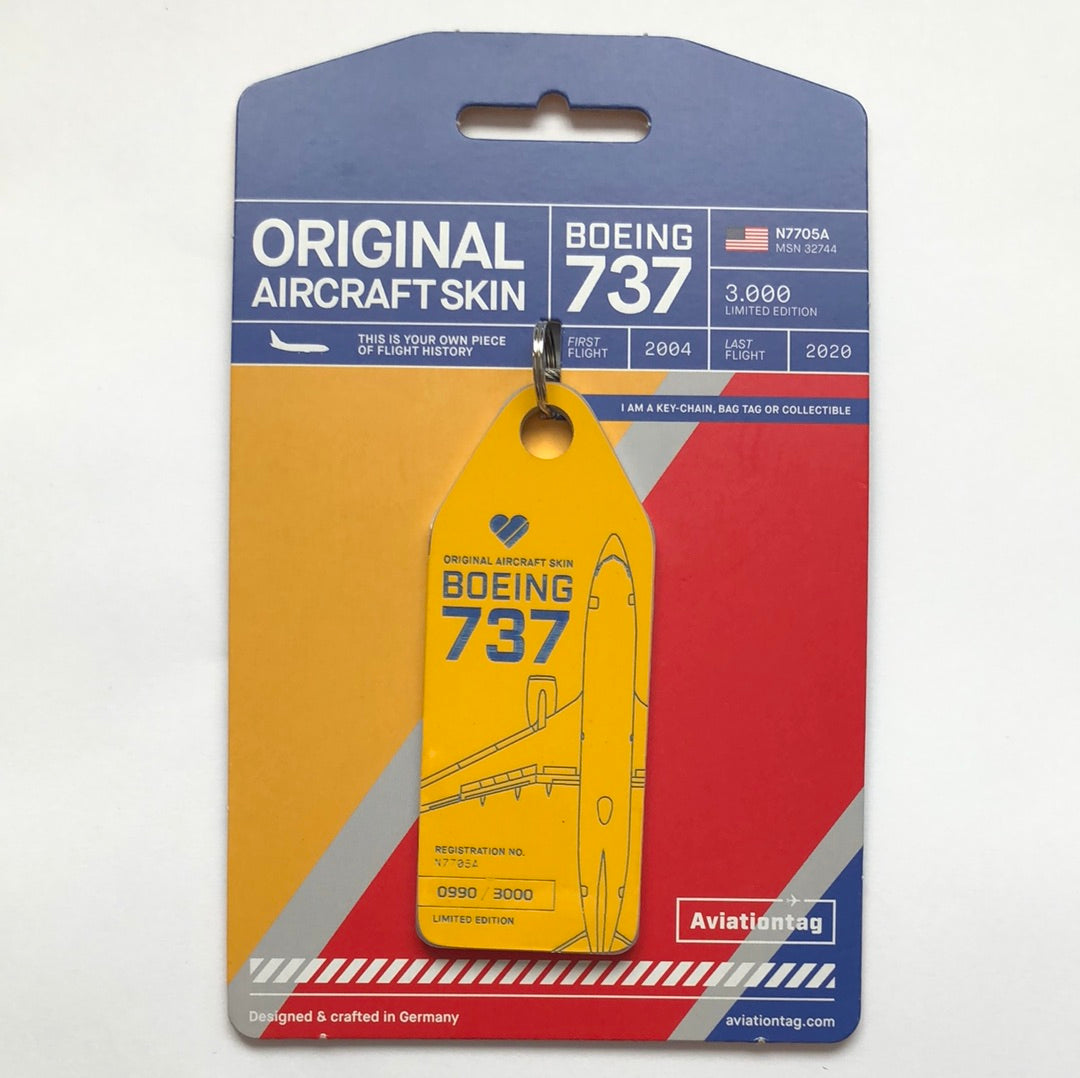 ORIGINAL
AIRCRAFT SKIN
BOEING
737
N7705A
MSN 32744
3.000
LIMITED EDITION
THIS IS YOUR OWN PIECE
OF FLIGHT HISTORY
FIRST
FLIGHT
2004
LAST
FLIGHT
2020
I AM A KEY-CHAIN, BAG TAG OR COLLECTIBLE
ORIGINAL AIRCRAFT SKIN
BOEING
737
REGISTRATION NO.
N7705A
0990 / 3000
LIMITED EDITION
Aviationtag
Designed & crafted in Germany
aviationtag.com